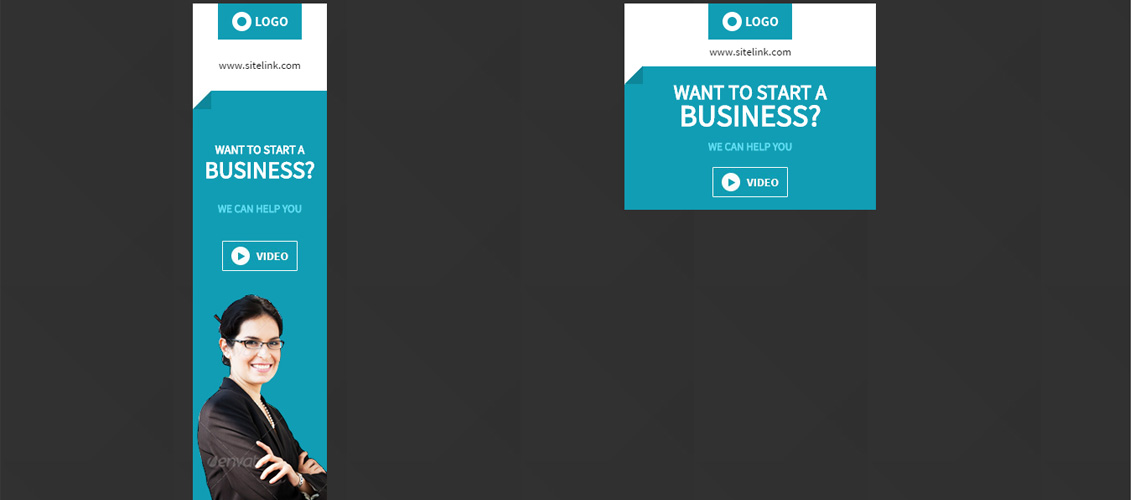 LOGO
www.sitelink.com
WANT TO START A
BUSINESS?
WE CAN HELP YOU
VIDEO
envato
LOGO
www.sitelink.com
WANT TO START A
BUSINESS?
WE CAN HELP YOU
VIDEO